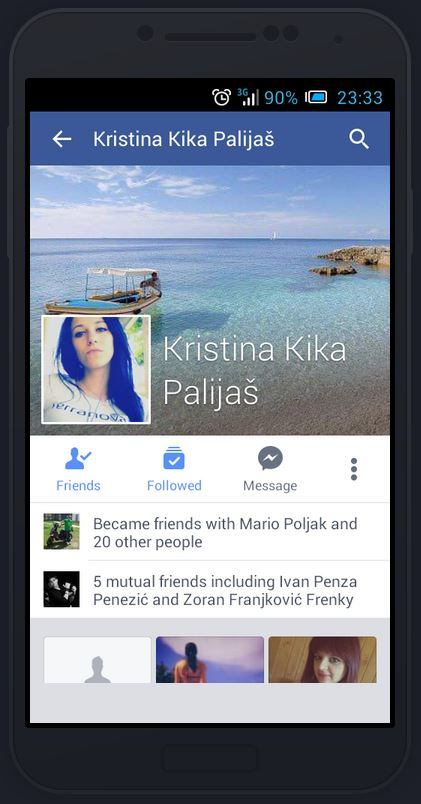 3G 90% 23:33
Kristina Kika Palijaš
Kristina Kika
Palijaš
Friends Followed Message
Became friends with Mario Poljak and
20 other people
5 mutual friends including Ivan Penza
Penezić and Zoran Franjković Frenky